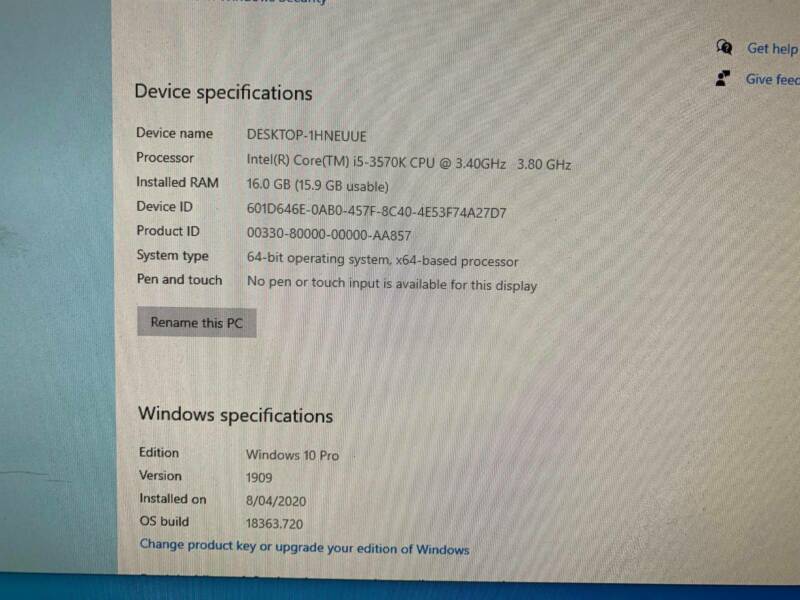 Windows Security
Get help
Give feed
Device specifications
Device name DESKTOP-1HNEUUE
Processor Intel(R) Core(TM) i5-3570K CPU @ 3.40GHz 3.80 GHz
Installed RAM 16.0 GB (15.9 GB usable)
Device ID 601D646E-0AB0-457F-8C40-4E53F74A27D7
Product ID 00330-80000-00000-AA857
System type 64-bit operating system, x64-based processor
Pen and touch No pen or touch input is available for this display
Rename this PC
Windows specifications
Edition Windows 10 Pro
Version 1909
Installed on 8/04/2020
OS build 18363.720
Change product key or upgrade your edition of Windows